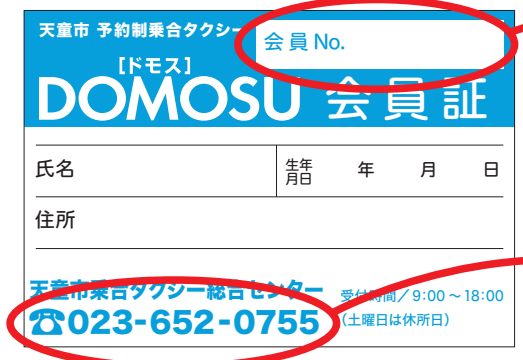 天童市 予約制乗合タクシー
会員No.
[ドモス]
DOMOSU 会員証
氏名 生年月日 年 月 日
住所
天童市乗合タクシー総合センター
受付時間/9:00~18:00
☎023-652-0755
(土曜日は休所日)